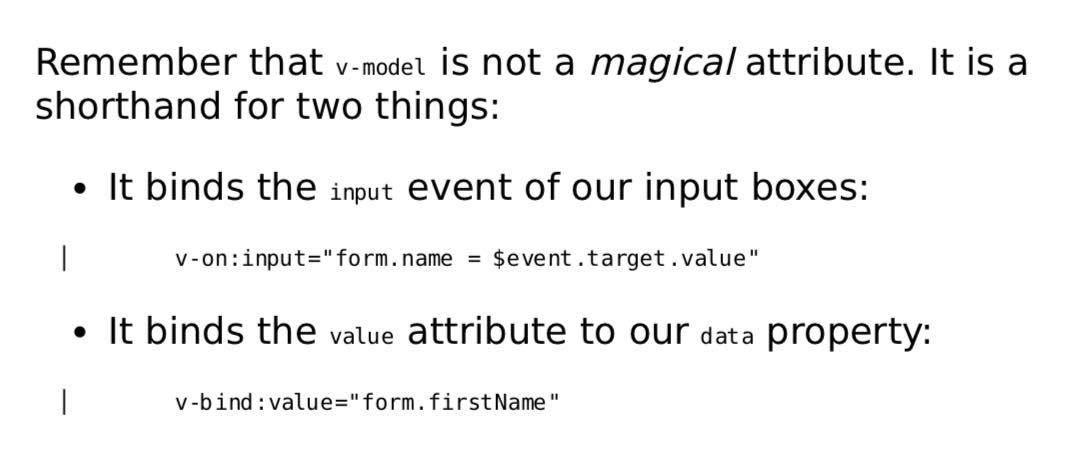 Remember that v-model is not a magical attribute. It is a
shorthand for two things:
• It binds the input event of our input boxes:
| v-on:input="form.name = $event.target.value"
• It binds the value attribute to our data property:
| v-bind:value="form.firstName"